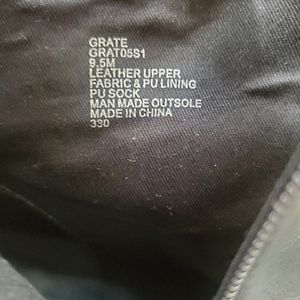 GRATE
GRAT05S1
9.5M
LEATHER UPPER
FABRIC & PU LINING
PU SOCK
MAN MADE OUTSOLE
MADE IN CHINA
330